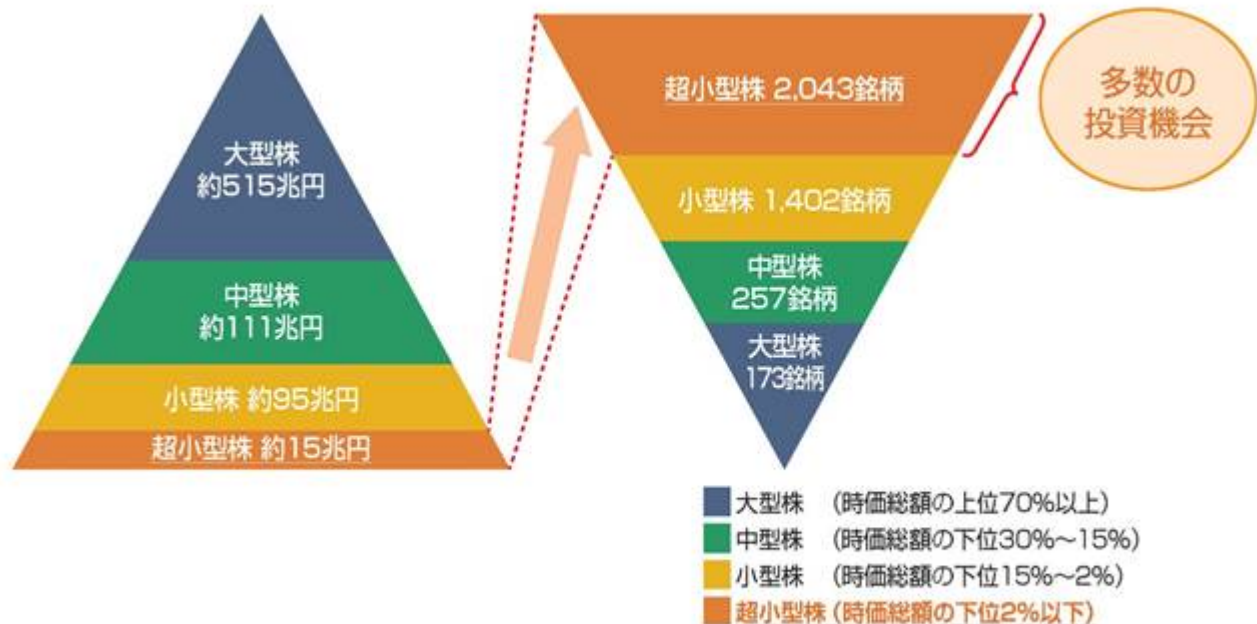 大型株
約515兆円
中型株
約111兆円
小型株 約95兆円
超小型株 約15兆円
超小型株 2,043銘柄
小型株 1,402銘柄
中型株
257銘柄
大型株
173銘柄
多数の
投資機会
大型株 (時価総額の上位70%以上)
中型株 (時価総額の下位30%～15%)
小型株 (時価総額の下位15%～2%)
超小型株 (時価総額の下位2%以下)